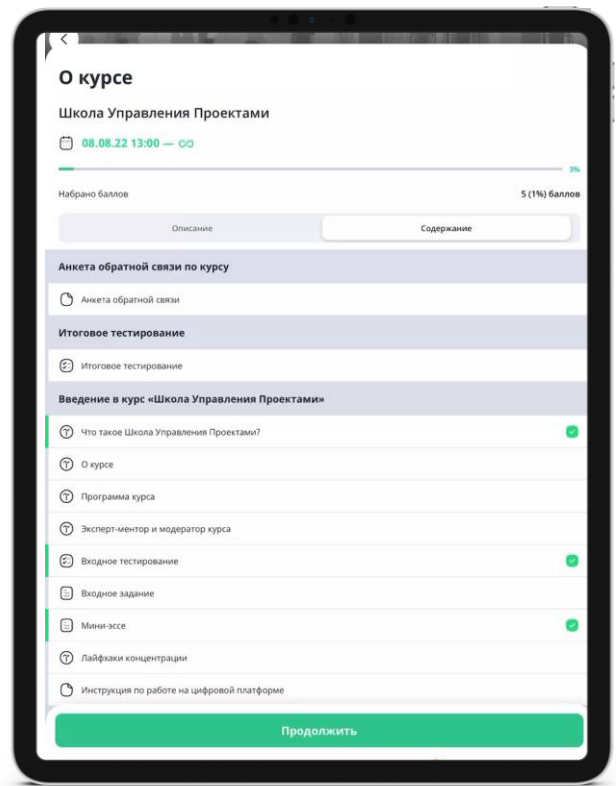 О курсе
Школа Управления Проектами
08.08.22 13:00 — ∞
3%
Набрано баллов 5 (1%) баллов
Описание Содержание
Анкета обратной связи по курсу
Анкета обратной связи
Итоговое тестирование
Итоговое тестирование
Введение в курс «Школа Управления Проектами»
Что такое Школа Управления Проектами?
О курсе
Программа курса
Эксперт-ментор и модератор курса
Входное тестирование
Входное задание
Мини-эссе
Лайфхаки концентрации
Инструкция по работе на цифровой платформе
Продолжить